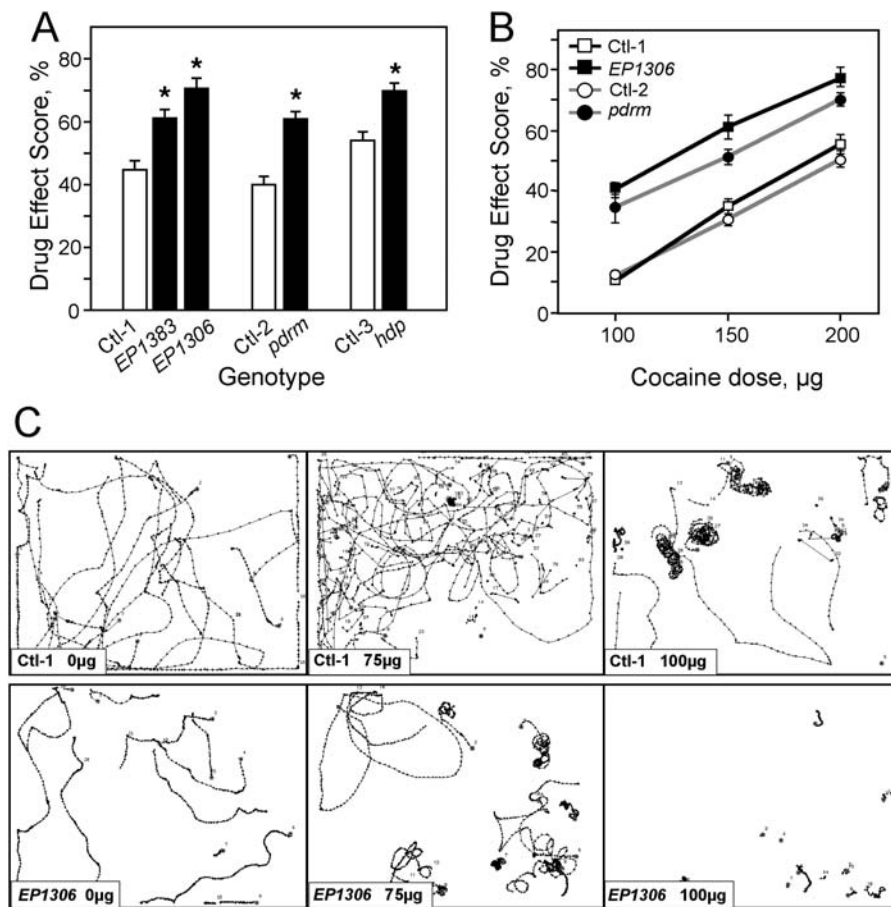 A
Drug Effect Score, %
80
60
40
20
0
*
*
*
*
Ctl-1
EP1383
EP1306
Ctl-2
pdrm
Ctl-3
hdp
Genotype
B
Drug Effect Score, %
80
60
40
20
0
Ctl-1
EP1306
Ctl-2
pdrm
100
150
200
Cocaine dose, µg
C
Ctl-1 0µg
Ctl-1 75µg
Ctl-1 100µg
EP1306 0µg
EP1306 75µg
EP1306 100µg